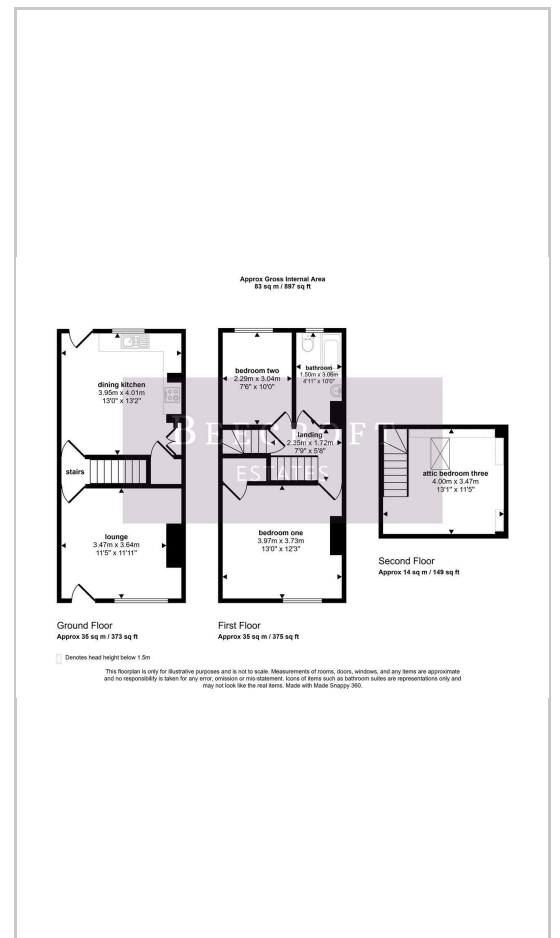 Approx Gross Internal Area
83 sq m / 897 sq ft
dining kitchen
3.95m x 4.01m
13'0" x 13'2"
stairs
lounge
3.47m x 3.64m
11'5" x 11'11"
Ground Floor
Approx 35 sq m / 373 sq ft
bedroom two
2.29m x 3.04m
7'6" x 10'0"
bathroom
1.50m x 3.06m
4'11" x 10'0"
landing
2.35m x 1.72m
7'9" x 5'8"
bedroom one
3.97m x 3.73m
13'0" x 12'3"
First Floor
Approx 35 sq m / 375 sq ft
attic bedroom three
4.00m x 3.47m
13'1" x 11'5"
Second Floor
Approx 14 sq m / 149 sq ft
BEECROFT
ESTATES
Denotes head height below 1.5m
This floorplan is only for illustrative purposes and is not to scale. Measurements of rooms, doors, windows, and any items are approximate
and no responsibility is taken for any error, omission or mis-statement. Icons of items such as bathroom suites are representations only and
may not look like the real items. Made with Made Snappy 360.